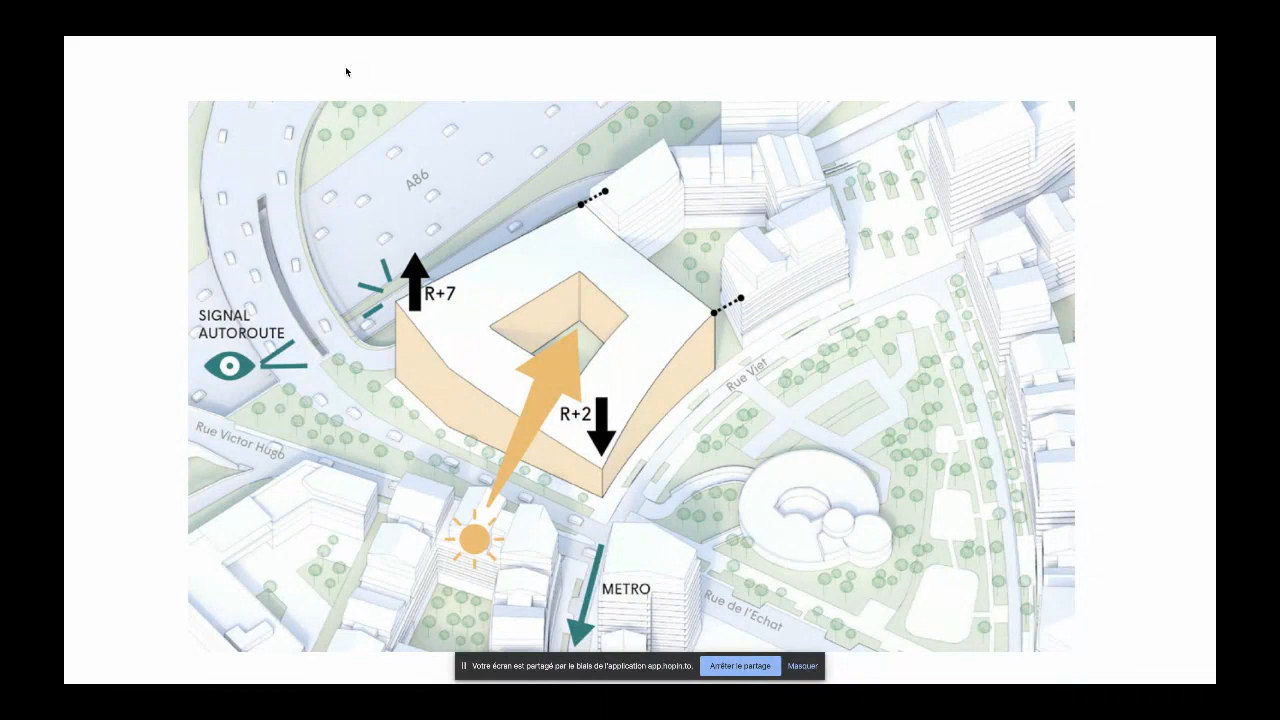 A86
R+7
SIGNAL
AUTOROUTE
Rue Viet
R+2
Rue Victor Hugo
METRO
Rue de l'Echat
Votre écran est partagé par le biais de l'application app.hopin.to. Arrêter le partage Masquer